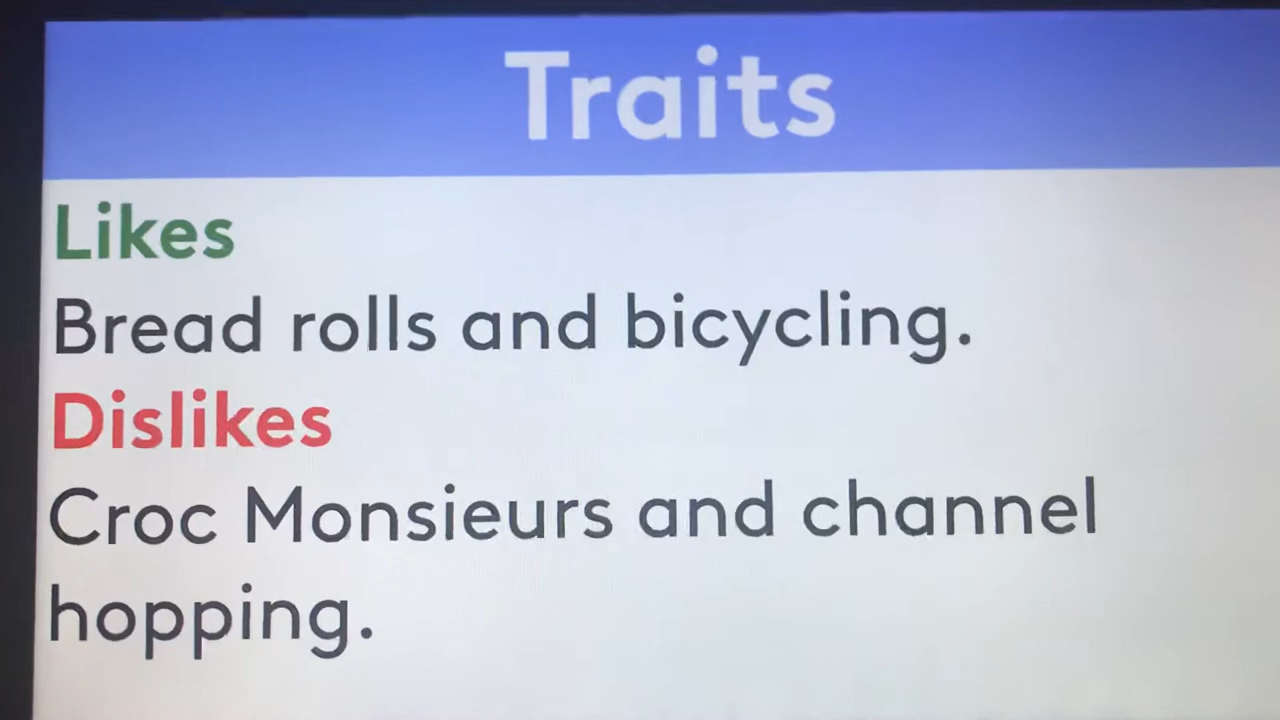 Traits
Likes
Bread rolls and bicycling.
Dislikes
Croc Monsieurs and channel
hopping.